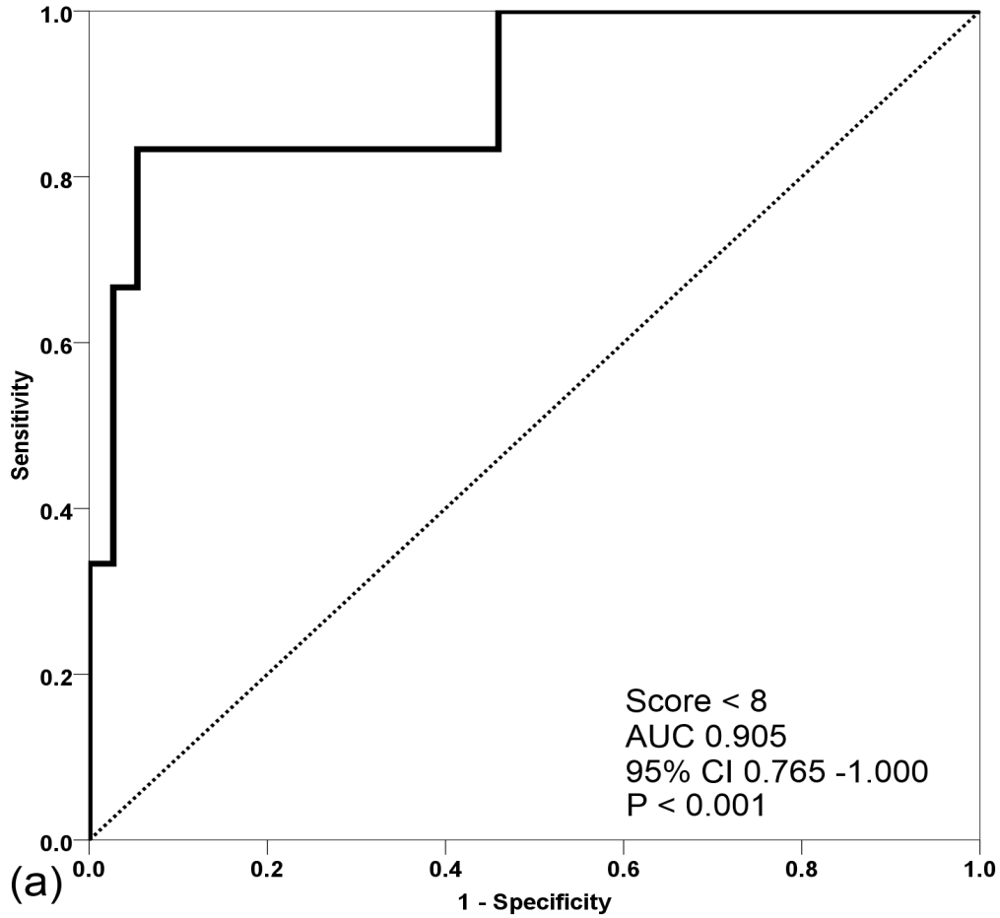 1.0
0.8
0.6
0.4
0.2
0.0
Sensitivity
Score < 8
AUC 0.905
95% CI 0.765 -1.000
P < 0.001
0.0 0.2 0.4 0.6 0.8 1.0
(a)
1 - Specificity